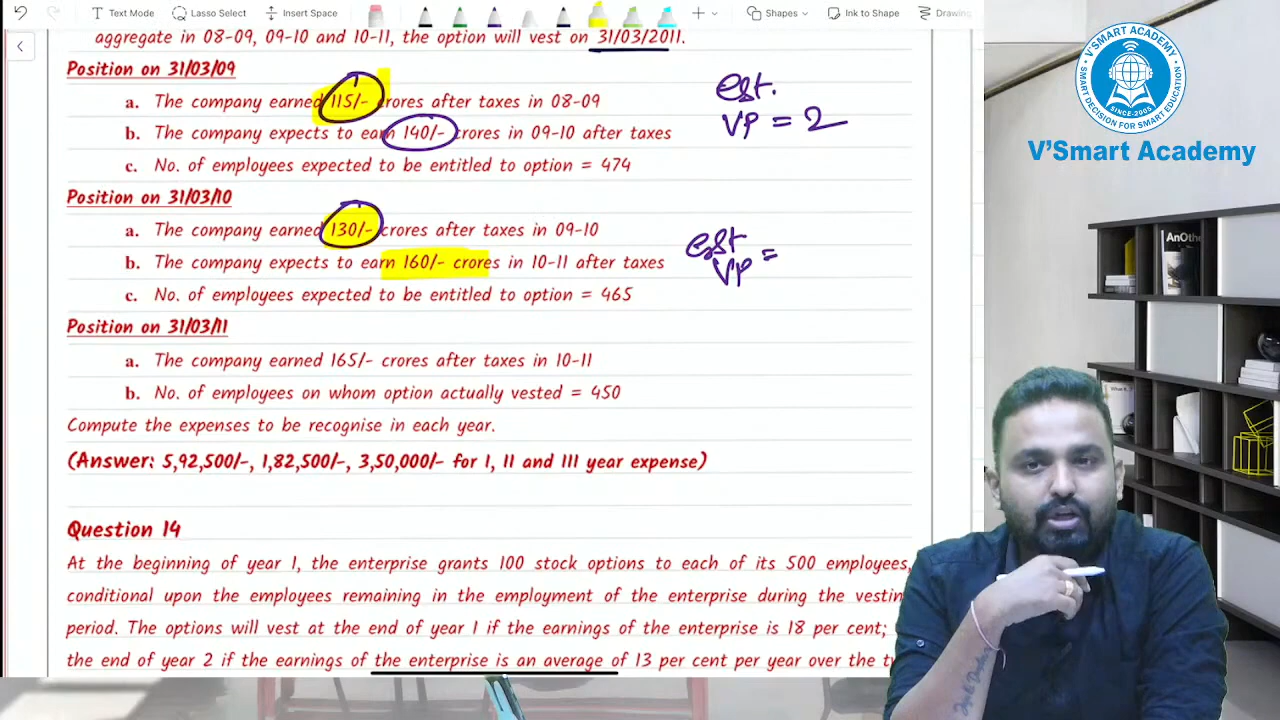 Text Mode Lasso Select Insert Space Shapes Ink to Shape Drawing
aggregate in 08-09, 09-10 and 10-11, the option will vest on 31/03/2011.
Position on 31/03/09
a. The company earned 115/- crores after taxes in 08-09
b. The company expects to earn 140/- crores in 09-10 after taxes
c. No. of employees expected to be entitled to option = 474
est.
VP = 2
Position on 31/03/10
a. The company earned 130/- crores after taxes in 09-10
b. The company expects to earn 160/- crores in 10-11 after taxes
c. No. of employees expected to be entitled to option = 465
est
VP =
Position on 31/03/11
a. The company earned 165/- crores after taxes in 10-11
b. No. of employees on whom option actually vested = 450
Compute the expenses to be recognise in each year.
(Answer: 5,92,500/-, 1,82,500/-, 3,50,000/- for I, II and III year expense)
Question 14
At the beginning of year 1, the enterprise grants 100 stock options to each of its 500 employees,
conditional upon the employees remaining in the employment of the enterprise during the vestin
period. The options will vest at the end of year 1 if the earnings of the enterprise is 18 per cent;
the end of year 2 if the earnings of the enterprise is an average of 13 per cent per year over the t
V'SMART ACADEMY
SMART DECISION FOR SMART EDUCATION
SINCE-2005
V'Smart Academy
AnOthe